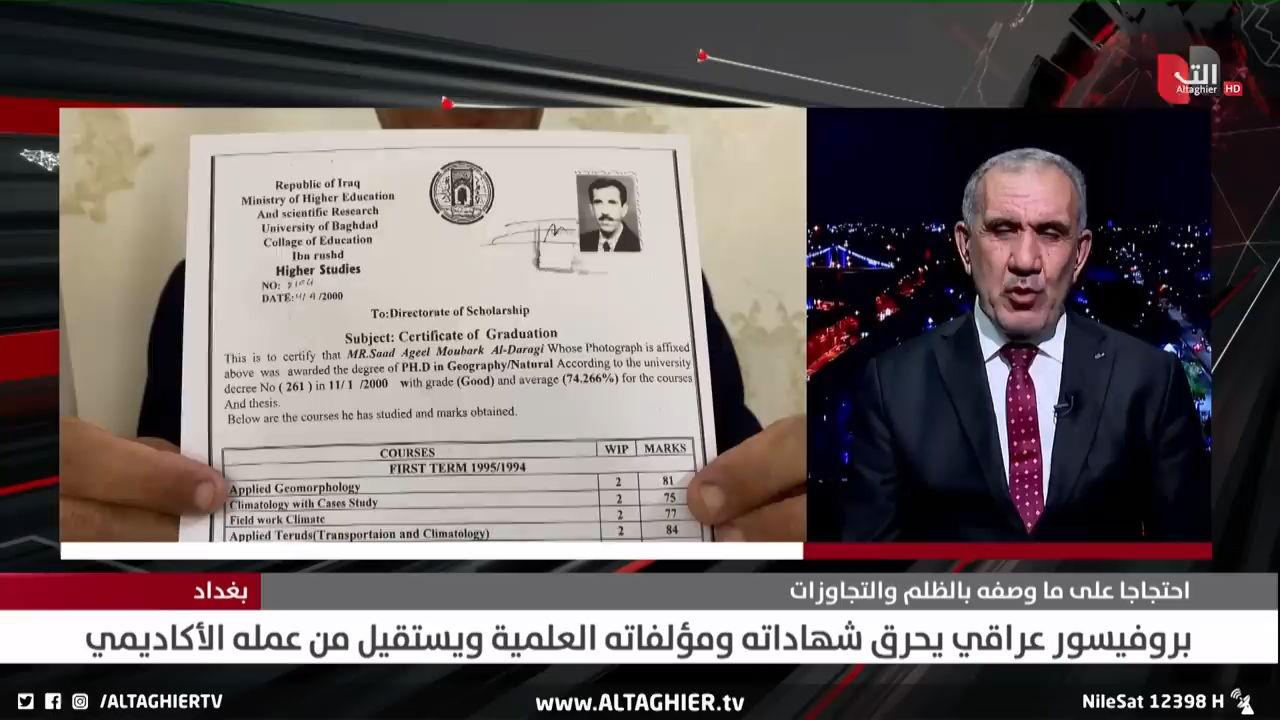 التـ
Altaghier HD
Republic of Iraq
Ministry of Higher Education
And scientific Research
University of Baghdad
Collage of Education
Ibn rushd
Higher Studies
NO:
DATE: /2000
To:Directorate of Scholarship
Subject: Certificate of Graduation
This is to certify that MR.Saad Ageel Moubark Al-Daragi Whose Photograph is affixed
above was awarded the degree of PH.D in Geography/Natural According to the university
decree No ( 261 ) in 11/ 1 /2000 with grade (Good) and average (74.266%) for the courses
And thesis.
Below are the courses he has studied and marks obtained.
COURSES WIP MARKS
FIRST TERM 1995/1994
Applied Geomorphology 2 81
Climatology with Cases Study 2 75
Field work Climate 2 77
Applied Teruds(Transportaion and Climatology) 2 84
احتجاجا على ما وصفه بالظلم والتجاوزات
بغداد
بروفيسور عراقي يحرق شهاداته ومؤلفاته العلمية ويستقيل من عمله الأكاديمي
/ALTAGHIERTV
www.ALTAGHIER.tv
NileSat 12398 H